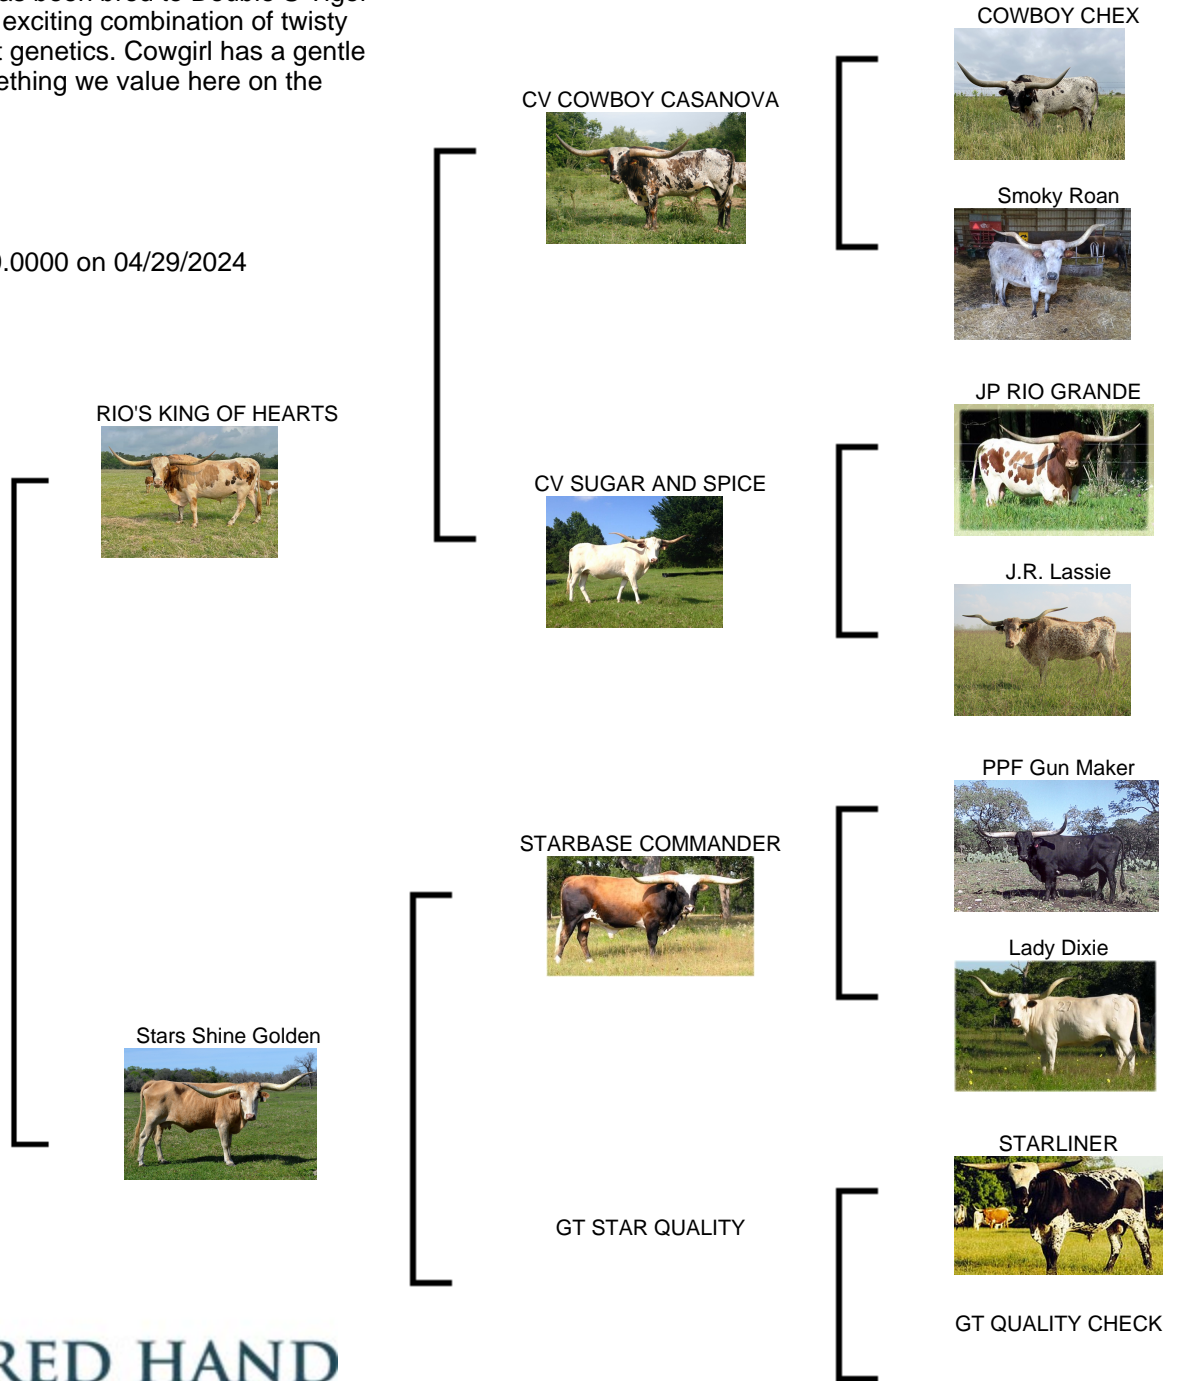 exciting combination of twisty
genetics. Cowgirl has a gentle
we value here on the
on 04/29/2024
COWBOY CHEX
CV COWBOY CASANOVA
Smoky Roan
JP RIO GRANDE
RIO'S KING OF HEARTS
CV SUGAR AND SPICE
J.R. Lassie
PPF Gun Maker
STARBASE COMMANDER
Lady Dixie
Stars Shine Golden
STARLINER
GT STAR QUALITY
GT QUALITY CHECK
RED HAND